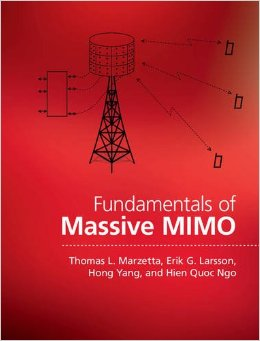 Fundamentals of
Massive MIMO
Thomas L. Marzetta, Erik G. Larsson,
Hong Yang, and Hien Quoc Ngo